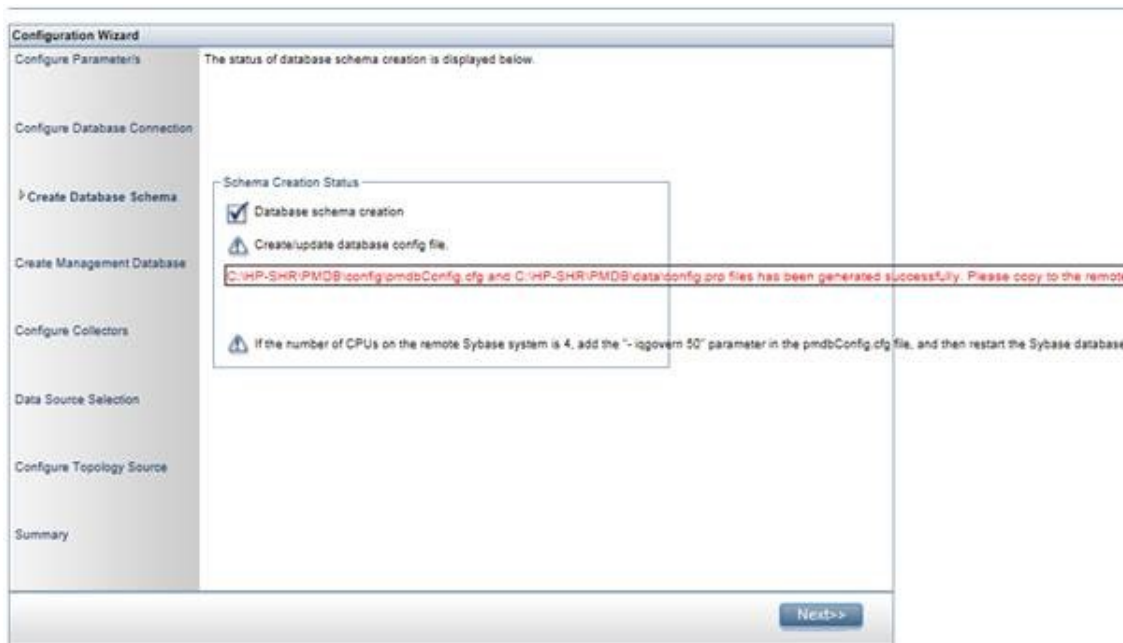 Configuration Wizard
Configure Parameter/s
The status of database schema creation is displayed below.
Configure Database Connection
Create Database Schema
Schema Creation Status
Database schema creation
Create/update database config file.
C:\HP-SHR\PMDB\config\pmdbConfig.cfg and C:\HP-SHR\PMDB\data\config.pro files has been generated successfully. Please copy to the remote
Create Management Database
Configure Collectors
If the number of CPUs on the remote Sybase system is 4, add the "- iqgovern 50" parameter in the pmdbConfig.cfg file, and then restart the Sybase database
Data Source Selection
Configure Topology Source
Summary
Next>>